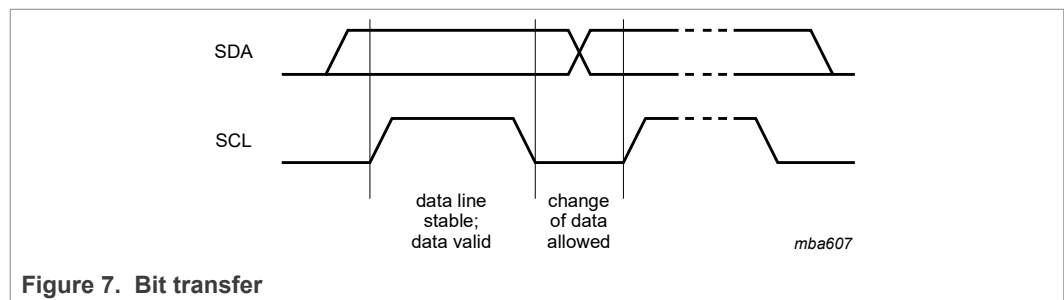 SDA
SCL
data line
stable;
data valid
change
of data
allowed
mba607
Figure 7. Bit transfer